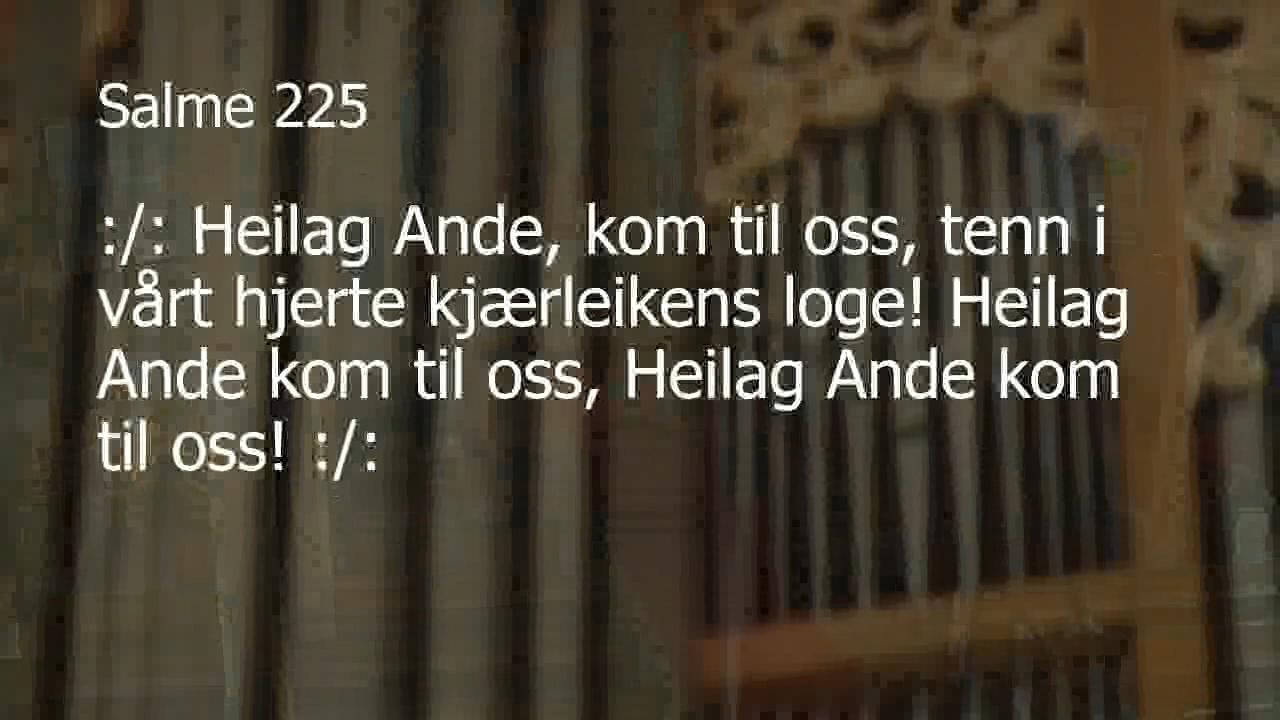 Salme 225
:/: Heilag Ande, kom til oss, tenn i
vårt hjerte kjærleikens loge! Heilag
Ande kom til oss, Heilag Ande kom
til oss! :/: